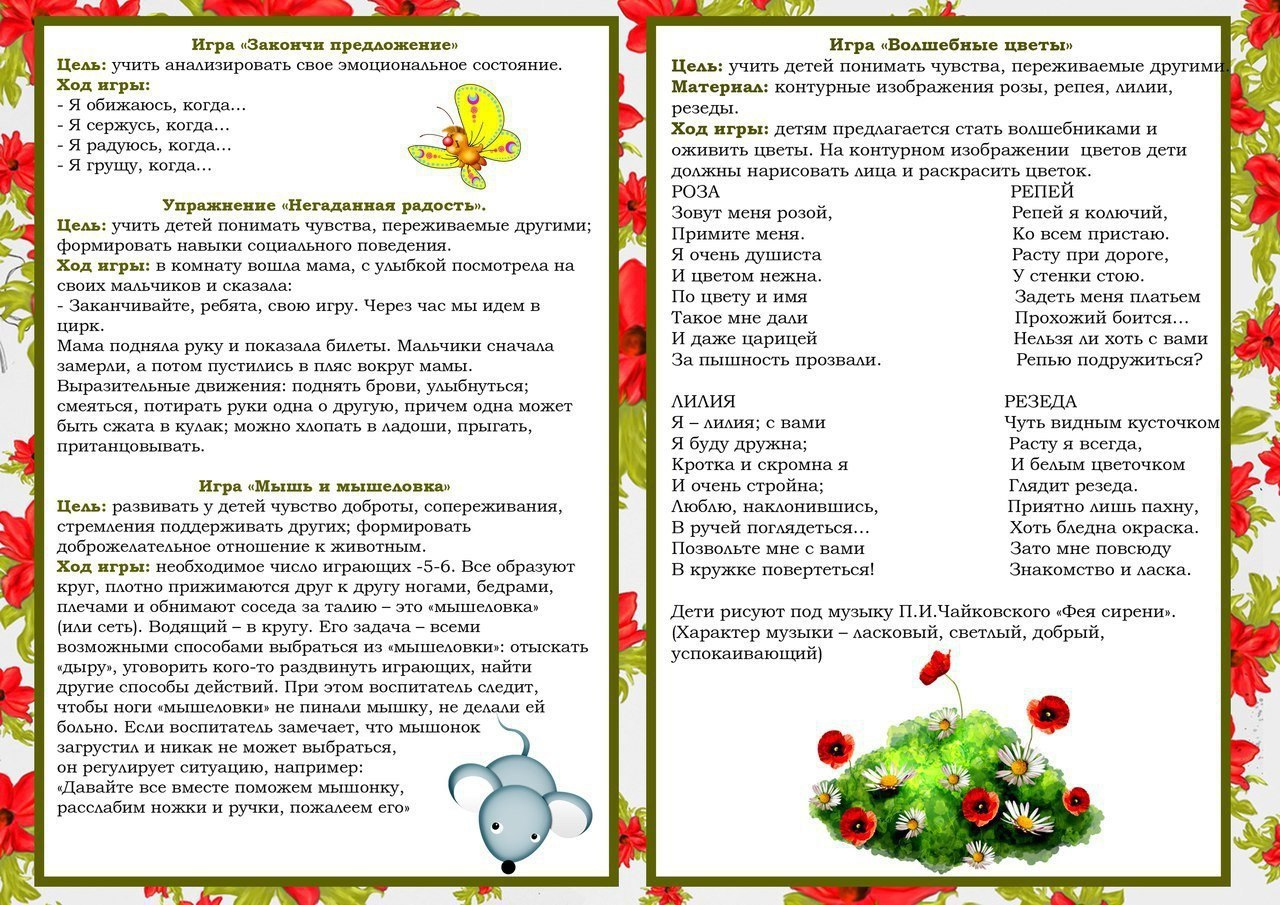 Игра «Закончи предложение»
Цель: учить анализировать свое эмоциональное состояние.
Ход игры:
- Я обижаюсь, когда...
- Я сержусь, когда...
- Я радуюсь, когда...
- Я грущу, когда...
Упражнение «Негаданная радость».
Цель: учить детей понимать чувства, переживаемые другими;
формировать навыки социального поведения.
Ход игры: в комнату вошла мама, с улыбкой посмотрела на
своих мальчиков и сказала:
- Заканчивайте, ребята, свою игру. Через час мы идем в
цирк.
Мама подняла руку и показала билеты. Мальчики сначала
замерли, а потом пустились в пляс вокруг мамы.
Выразительные движения: поднять брови, улыбнуться;
смеяться, потирать руки одна о другую, причем одна может
быть сжата в кулак; можно хлопать в ладоши, прыгать,
пританцовывать.
Игра «Мышь и мышеловка»
Цель: развивать у детей чувство доброты, сопереживания,
стремления поддерживать других; формировать
доброжелательное отношение к животным.
Ход игры: необходимое число играющих -5-6. Все образуют
круг, плотно прижимаются друг к другу ногами, бедрами,
плечами и обнимают соседа за талию – это «мышеловка»
(или сеть). Водящий – в кругу. Его задача – всеми
возможными способами выбраться из «мышеловки»: отыскать
«дыру», уговорить кого-то раздвинуть играющих, найти
другие способы действий. При этом воспитатель следит,
чтобы ноги «мышеловки» не пинали мышку, не делали ей
больно. Если воспитатель замечает, что мышонок
загрустил и никак не может выбраться,
он регулирует ситуацию, например:
«Давайте все вместе поможем мышонку,
расслабим ножки и ручки, пожалеем его»
Игра «Волшебные цветы»
Цель: учить детей понимать чувства, переживаемые другими.
Материал: контурные изображения розы, репея, лилии,
резеды.
Ход игры: детям предлагается стать волшебниками и
оживить цветы. На контурном изображении цветов дети
должны нарисовать лица и раскрасить цветок.
РОЗА
Зовут меня розой,
Примите меня.
Я очень душиста
И цветом нежна.
По цвету и имя
Такое мне дали
И даже царицей
За пышность прозвали.
РЕПЕЙ
Репей я колючий,
Ко всем пристаю.
Расту при дороге,
У стенки стою.
Задеть меня платьем
Прохожий боится...
Нельзя ли хоть с вами
Репью подружиться?
ЛИЛИЯ
Я – лилия; с вами
Я буду дружна;
Кротка и скромна я
И очень стройна;
Люблю, наклонившись,
В ручей поглядеться...
Позвольте мне с вами
В кружке повертеться!
РЕЗЕДА
Чуть видным кусточком
Расту я всегда,
И белым цветочком
Глядит резеда.
Приятно лишь пахну,
Хоть бледна окраска.
Зато мне повсюду
Знакомство и ласка.
Дети рисуют под музыку П.И.Чайковского «Фея сирени».
(Характер музыки – ласковый, светлый, добрый,
успокаивающий)